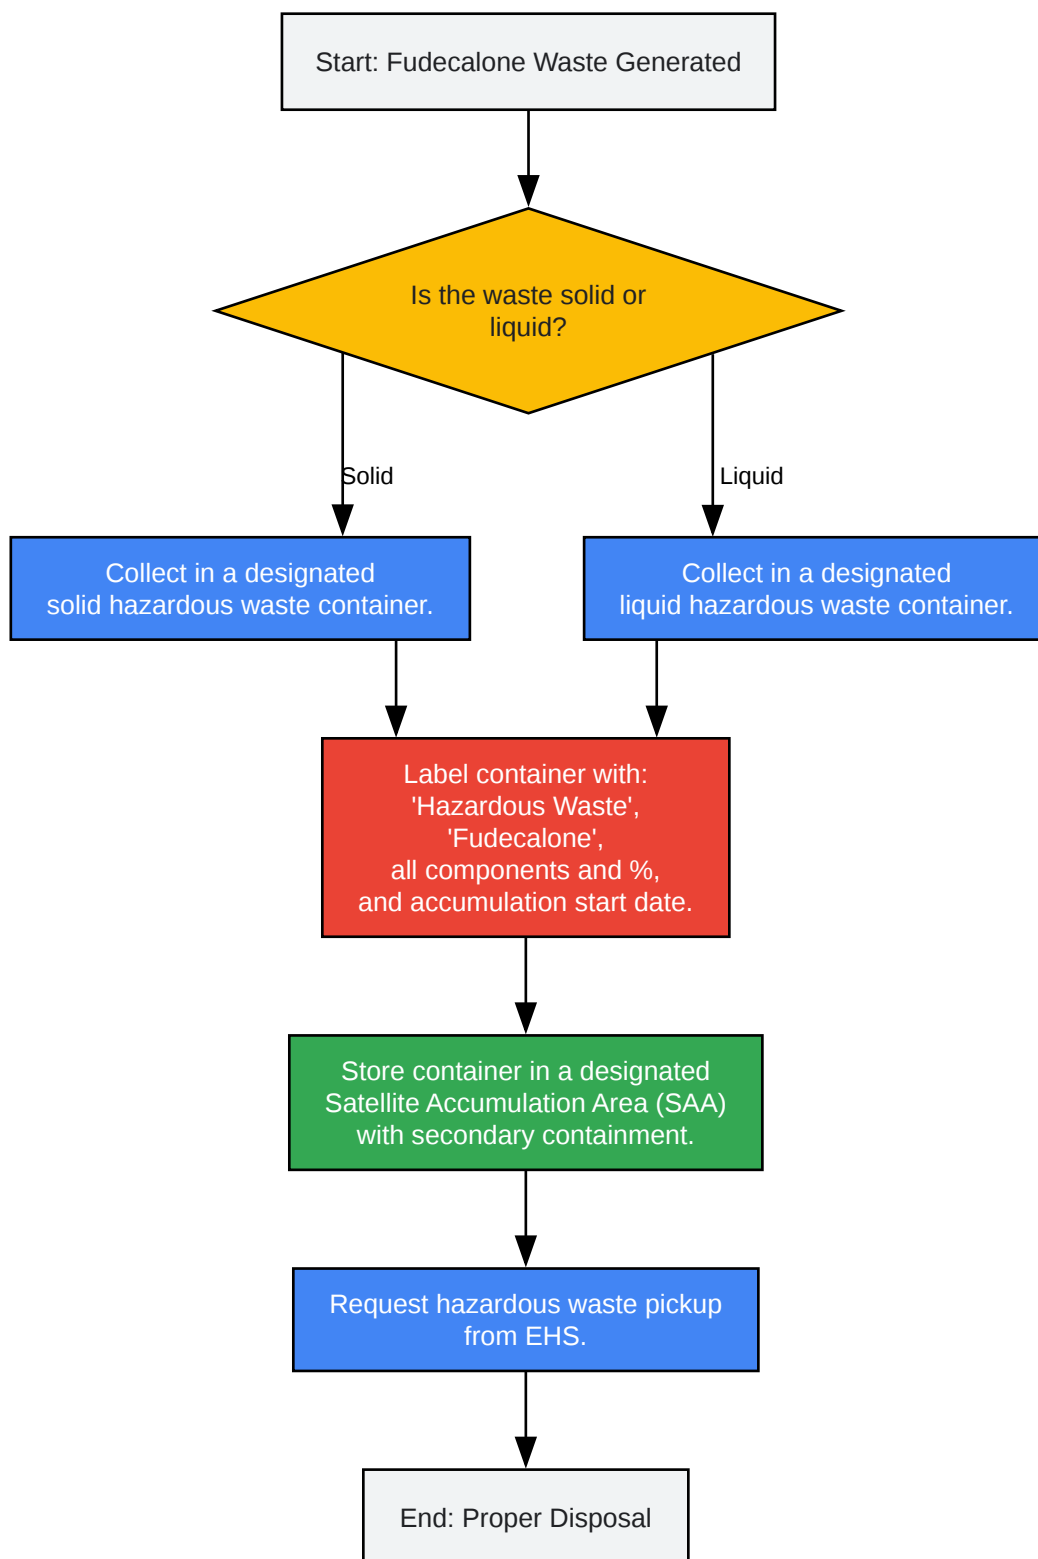 Start: Fudecalone Waste Generated
Is the waste solid or
liquid?
Solid
Liquid
Collect in a designated
solid hazardous waste container.
Collect in a designated
liquid hazardous waste container.
Label container with:
'Hazardous Waste',
'Fudecalone',
all components and %,
and accumulation start date.
Store container in a designated
Satellite Accumulation Area (SAA)
with secondary containment.
Request hazardous waste pickup
from EHS.
End: Proper Disposal